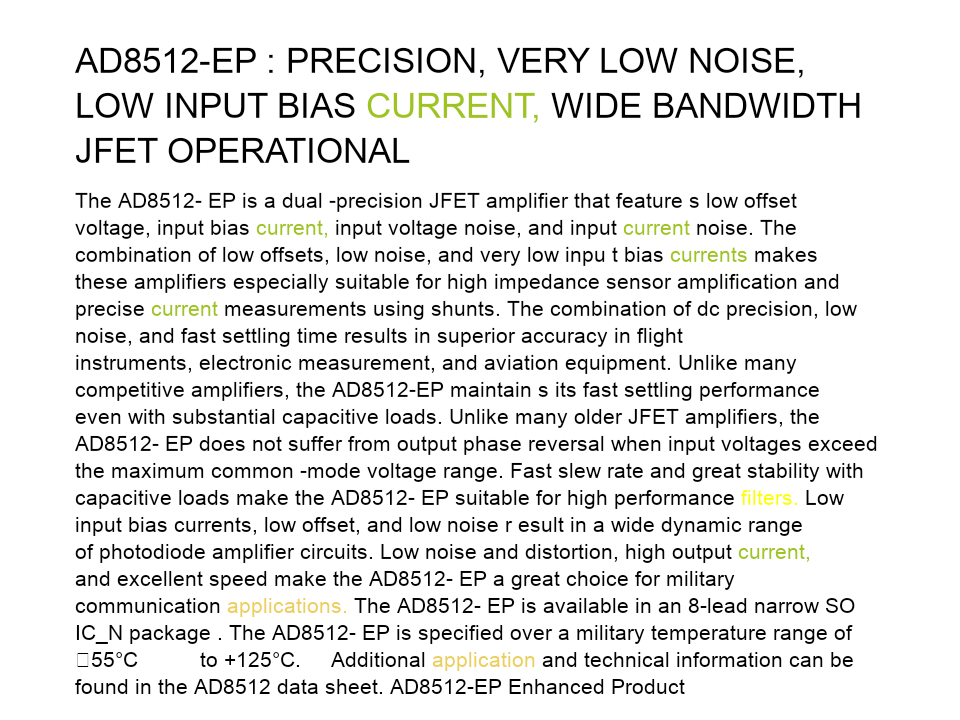 AD8512-EP : PRECISION, VERY LOW NOISE,
LOW INPUT BIAS CURRENT, WIDE BANDWIDTH
JFET OPERATIONAL
The AD8512- EP is a dual -precision JFET amplifier that feature s low offset
voltage, input bias current, input voltage noise, and input current noise. The
combination of low offsets, low noise, and very low inpu t bias currents makes
these amplifiers especially suitable for high impedance sensor amplification and
precise current measurements using shunts. The combination of dc precision, low
noise, and fast settling time results in superior accuracy in flight
instruments, electronic measurement, and aviation equipment. Unlike many
competitive amplifiers, the AD8512-EP maintain s its fast settling performance
even with substantial capacitive loads. Unlike many older JFET amplifiers, the
AD8512- EP does not suffer from output phase reversal when input voltages exceed
the maximum common -mode voltage range. Fast slew rate and great stability with
capacitive loads make the AD8512- EP suitable for high performance filters. Low
input bias currents, low offset, and low noise r esult in a wide dynamic range
of photodiode amplifier circuits. Low noise and distortion, high output current,
and excellent speed make the AD8512- EP a great choice for military
communication applications. The AD8512- EP is available in an 8-lead narrow SO
IC_N package . The AD8512- EP is specified over a military temperature range of
□55°C to +125°C. Additional application and technical information can be
found in the AD8512 data sheet. AD8512-EP Enhanced Product